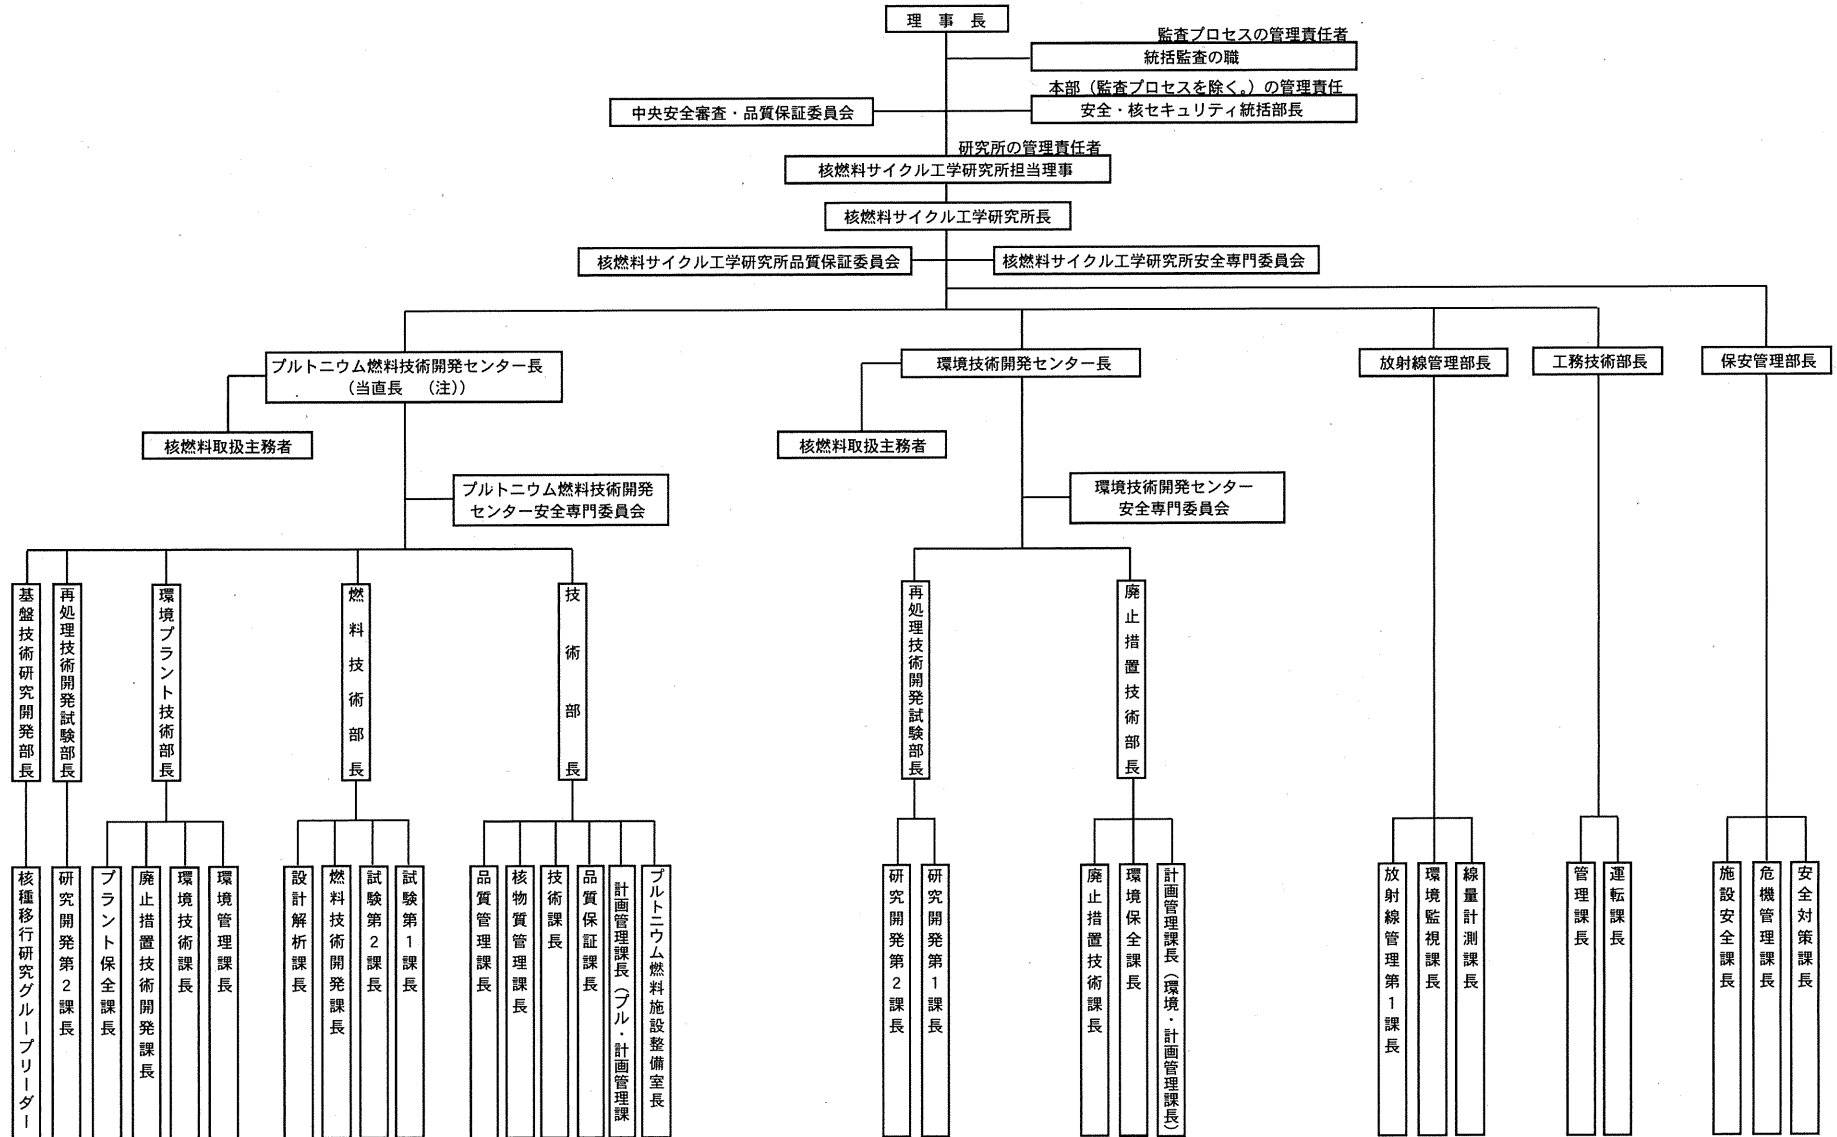 理事長
監査プロセスの管理責任者
統括監査の職
本部（監査プロセスを除く。）の管理責任
中央安全審査・品質保証委員会
安全・核セキュリティ統括部長
研究所の管理責任者
核燃料サイクル工学研究所担当理事
核燃料サイクル工学研究所長
核燃料サイクル工学研究所品質保証委員会
核燃料サイクル工学研究所安全専門委員会
プルトニウム燃料技術開発センター長
（当直長　（注））
環境技術開発センター長
放射線管理部長
工務技術部長
保安管理部長
核燃料取扱主務者
核燃料取扱主務者
プルトニウム燃料技術開発
センター安全専門委員会
環境技術開発センター
安全専門委員会
基盤技術研究開発部長
再処理技術開発試験部長
環境プラント技術部長
燃料技術部長
技術部長
再処理技術開発試験部長
廃止措置技術部長
核種移行研究グループリーダー
研究開発第2課長
プラント保全課長
廃止措置技術開発課長
環境技術課長
環境管理課長
設計解析課長
燃料技術開発課長
試験第2課長
試験第1課長
品質管理課長
核物質管理課長
技術課長
品質保証課長
計画管理課長（プル・計画管理課
プルトニウム燃料施設整備室長
研究開発第2課長
研究開発第1課長
廃止措置技術課長
環境保全課長
計画管理課長（環境・計画管理課長）
放射線管理第1課長
環境監視課長
線量計測課長
管理課長
運転課長
施設安全課長
危機管理課長
安全対策課長